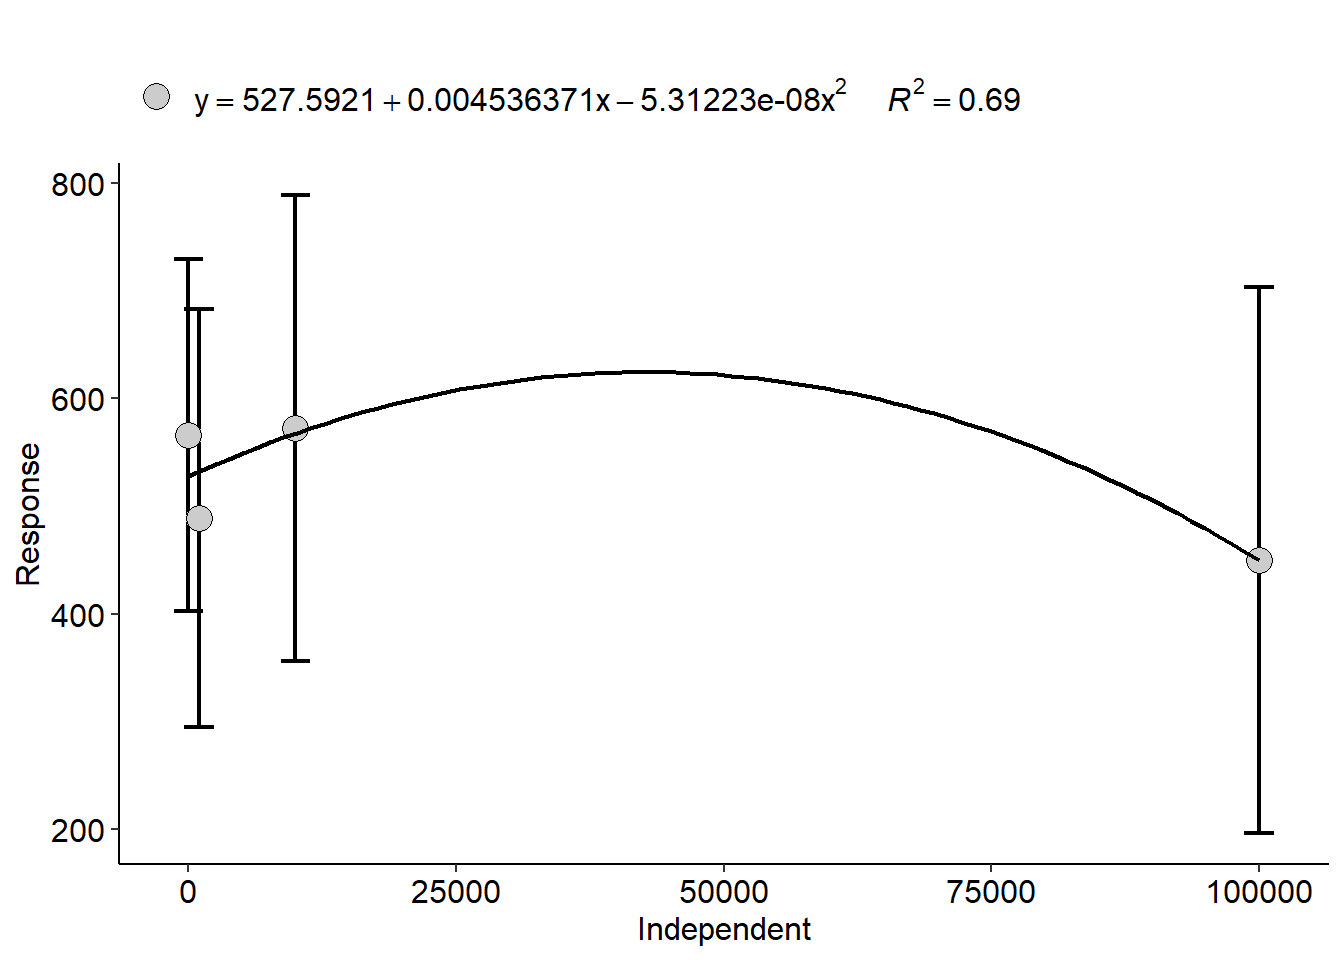 y = 527.5921 + 0.004536371x − 5.31223e-08x² R² = 0.69
800
600
400
200
Response
0 25000 50000 75000 100000
Independent